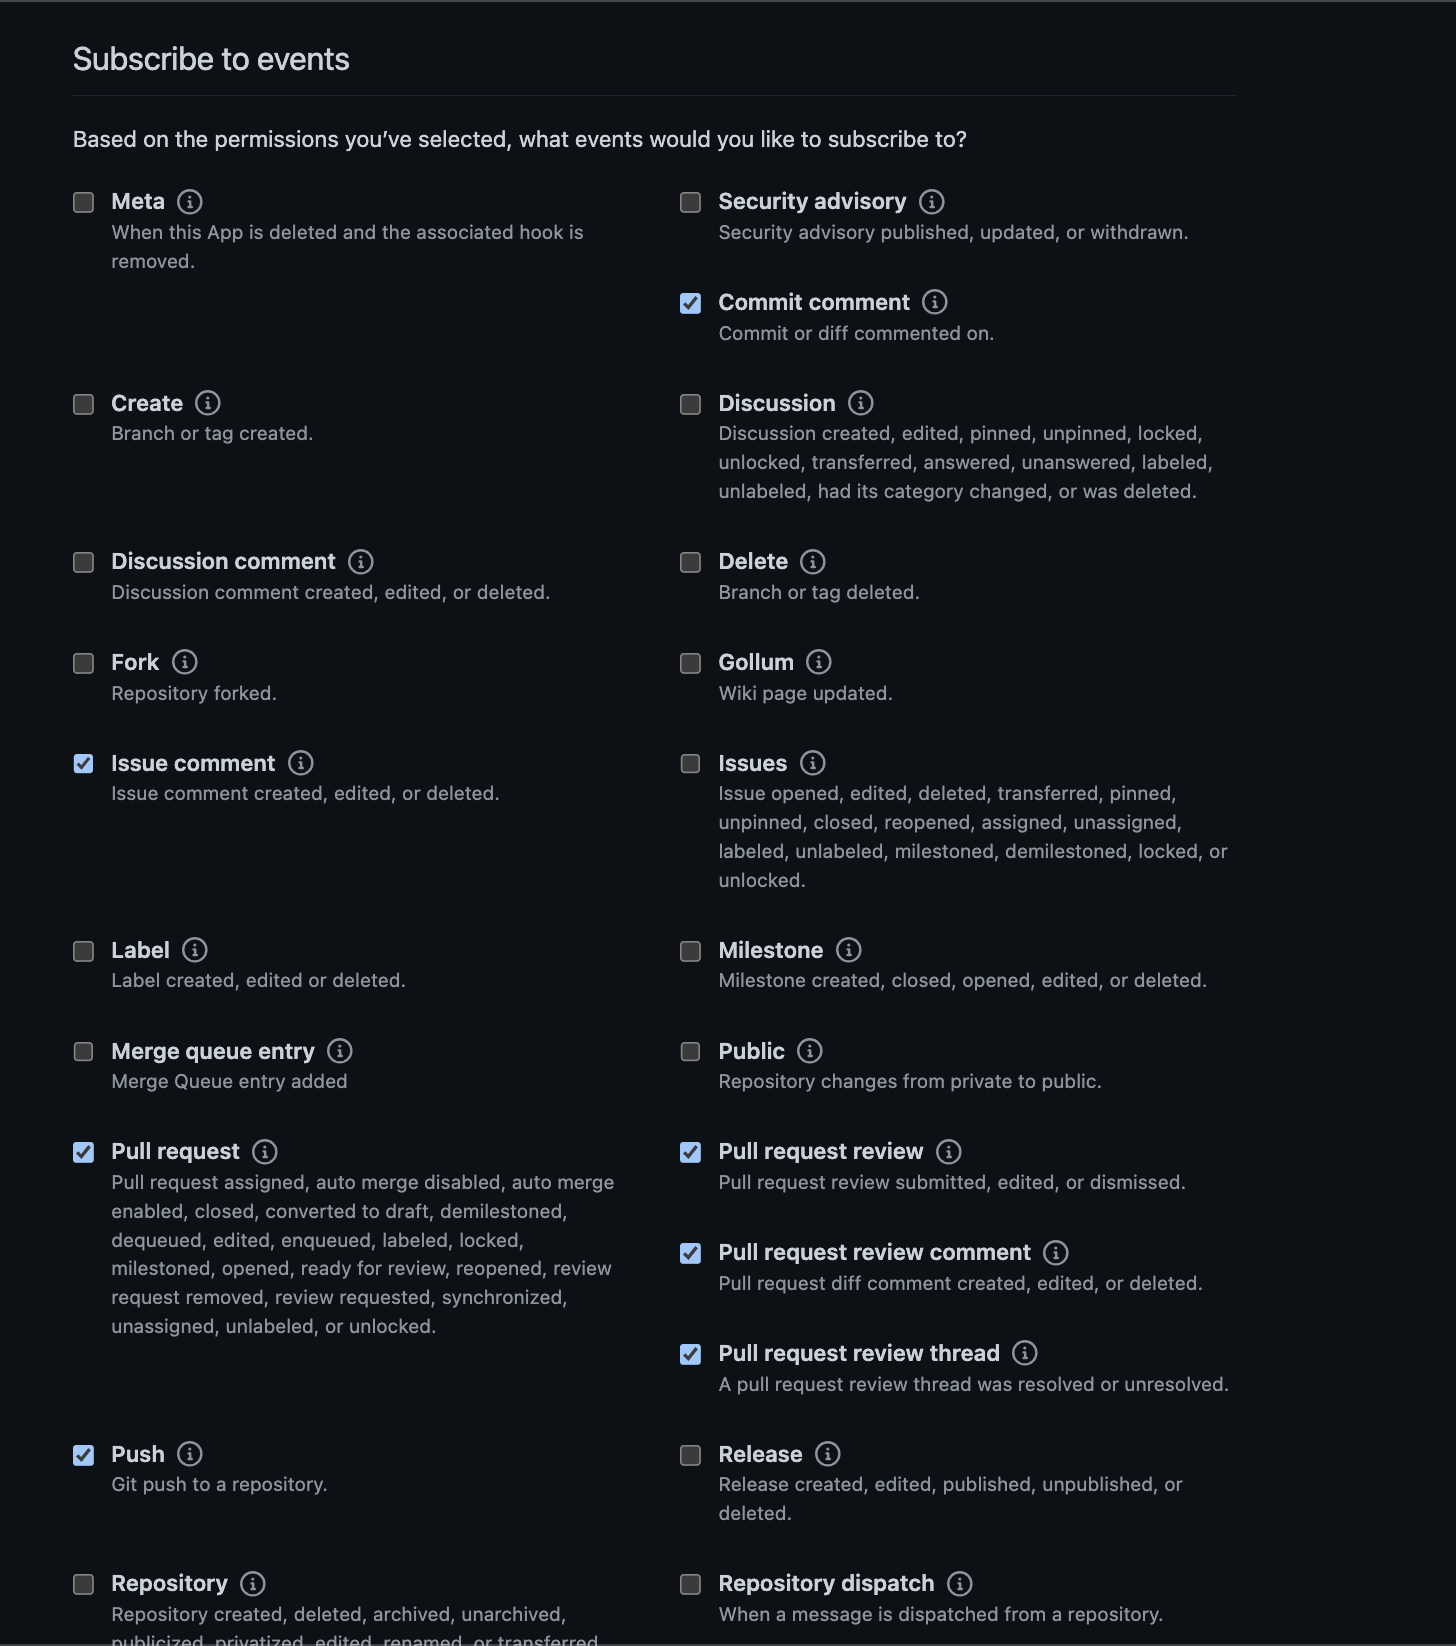 Subscribe to events
Based on the permissions you’ve selected, what events would you like to subscribe to?
Meta
When this App is deleted and the associated hook is
removed.
Security advisory
Security advisory published, updated, or withdrawn.
Commit comment
Commit or diff commented on.
Create
Branch or tag created.
Discussion
Discussion created, edited, pinned, unpinned, locked,
unlocked, transferred, answered, unanswered, labeled,
unlabeled, had its category changed, or was deleted.
Discussion comment
Discussion comment created, edited, or deleted.
Delete
Branch or tag deleted.
Fork
Repository forked.
Gollum
Wiki page updated.
Issue comment
Issue comment created, edited, or deleted.
Issues
Issue opened, edited, deleted, transferred, pinned,
unpinned, closed, reopened, assigned, unassigned,
labeled, unlabeled, milestoned, demilestoned, locked, or
unlocked.
Label
Label created, edited or deleted.
Milestone
Milestone created, closed, opened, edited, or deleted.
Merge queue entry
Merge Queue entry added
Public
Repository changes from private to public.
Pull request
Pull request assigned, auto merge disabled, auto merge
enabled, closed, converted to draft, demilestoned,
dequeued, edited, enqueued, labeled, locked,
milestoned, opened, ready for review, reopened, review
request removed, review requested, synchronized,
unassigned, unlabeled, or unlocked.
Pull request review
Pull request review submitted, edited, or dismissed.
Pull request review comment
Pull request diff comment created, edited, or deleted.
Pull request review thread
A pull request review thread was resolved or unresolved.
Push
Git push to a repository.
Release
Release created, edited, published, unpublished, or
deleted.
Repository
Repository created, deleted, archived, unarchived,
publicized, privatized, edited, renamed, or transferred.
Repository dispatch
When a message is dispatched from a repository.